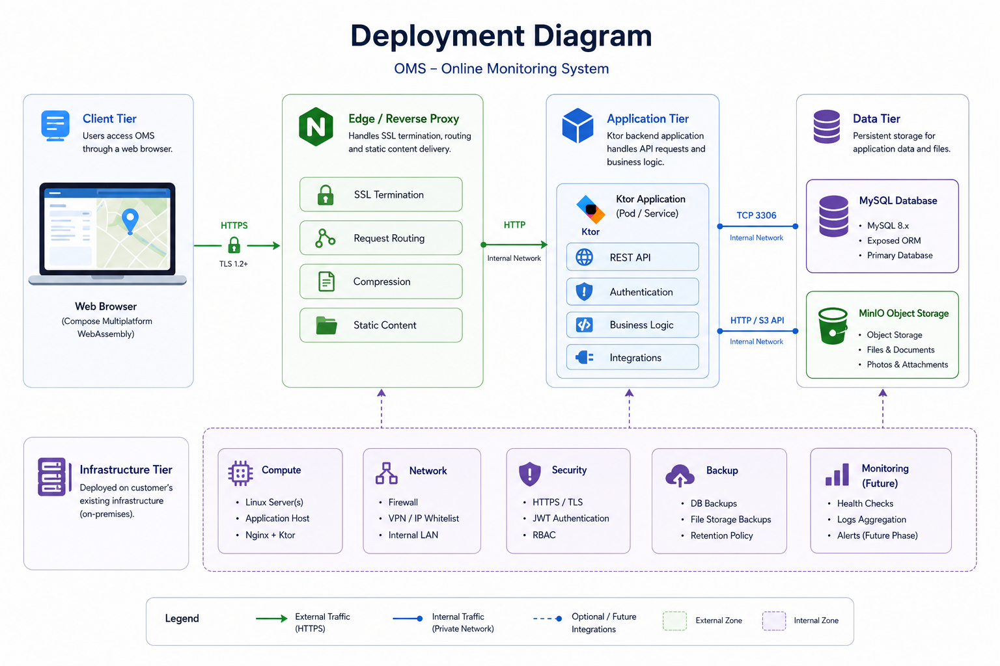 Deployment Diagram
OMS – Online Monitoring System
Client Tier
Users access OMS
through a web browser.
Web Browser
(Compose Multiplatform
WebAssembly)
HTTPS
TLS 1.2+
N
Edge / Reverse Proxy
Handles SSL termination, routing
and static content delivery.
SSL Termination
Request Routing
Compression
Static Content
HTTP
Internal Network
Application Tier
Ktor backend application
handles API requests and
business logic.
Ktor Application
(Pod / Service)
Ktor
REST API
Authentication
Business Logic
Integrations
TCP 3306
Internal Network
HTTP / S3 API
Internal Network
Data Tier
Persistent storage for
application data and files.
MySQL Database
• MySQL 8.x
• Exposed ORM
• Primary Database
MinIO Object Storage
• Object Storage
• Files & Documents
• Photos & Attachments
Infrastructure Tier
Deployed on customer's
existing infrastructure
(on-premises).
Compute
• Linux Server(s)
• Application Host
• Nginx + Ktor
Network
• Firewall
• VPN / IP Whitelist
• Internal LAN
Security
• HTTPS / TLS
• JWT Authentication
• RBAC
Backup
• DB Backups
• File Storage Backups
• Retention Policy
Monitoring
(Future)
• Health Checks
• Logs Aggregation
• Alerts (Future Phase)
Legend
External Traffic
(HTTPS)
Internal Traffic
(Private Network)
Optional / Future
Integrations
External Zone
Internal Zone